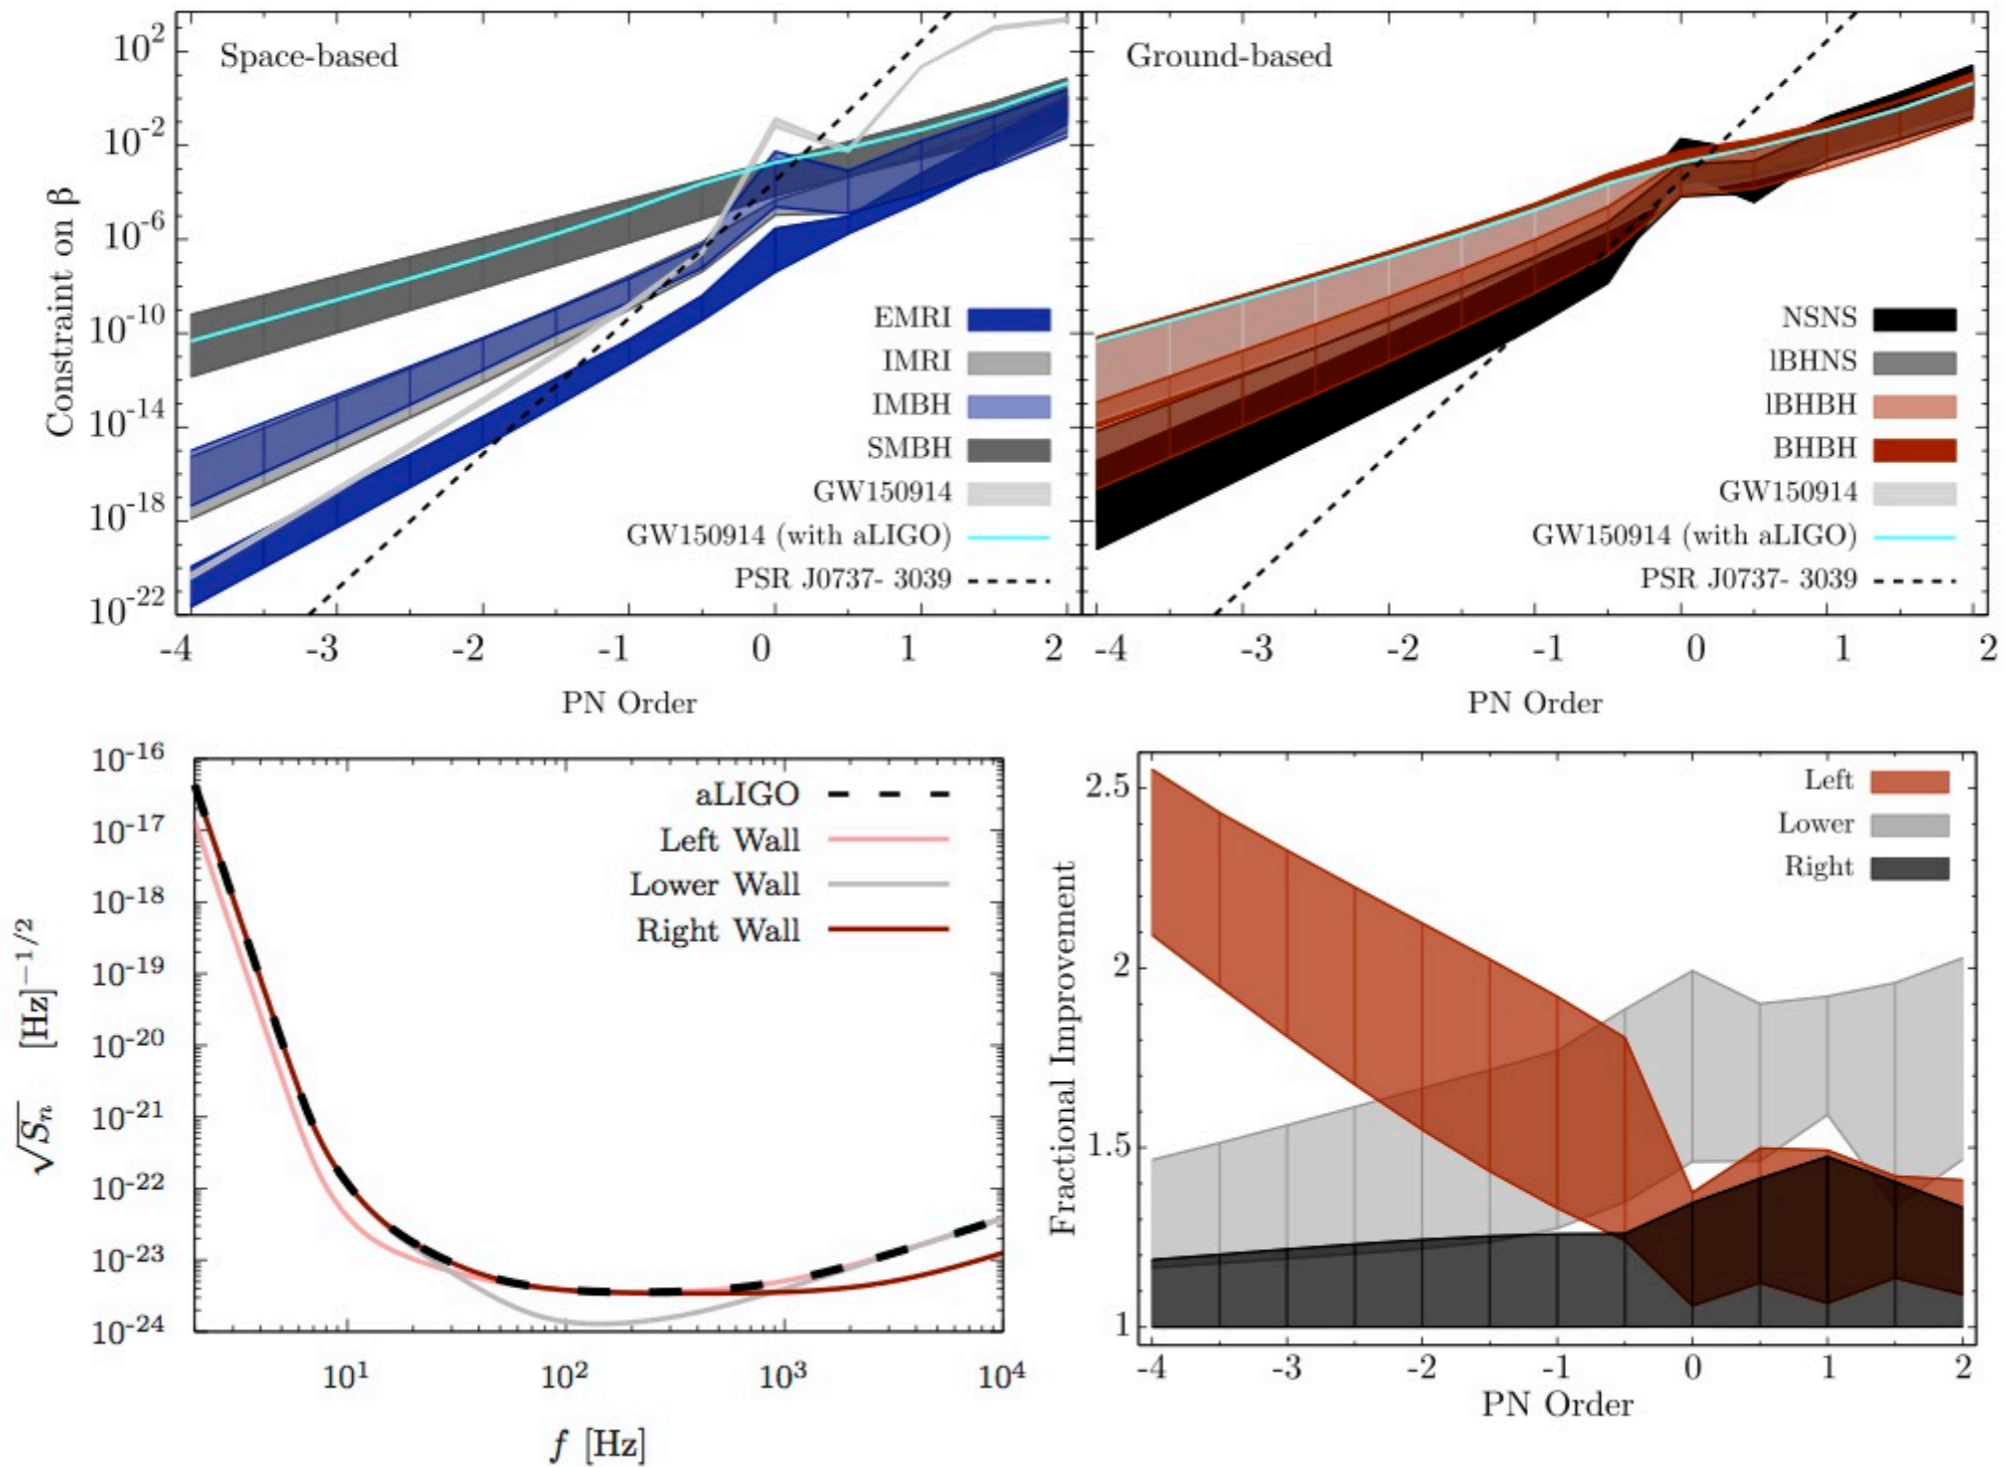 Space-based
Constraint on β
10^2
10^-2
10^-6
10^-10
10^-14
10^-18
10^-22
EMRI
IMRI
IMBH
SMBH
GW150914
GW150914 (with aLIGO)
PSR J0737- 3039
-4 -3 -2 -1 0 1 2
PN Order
Ground-based
NSNS
lBHNS
lBHBH
BHBH
GW150914
GW150914 (with aLIGO)
PSR J0737- 3039
-4 -3 -2 -1 0 1 2
PN Order
√S_n [Hz]^-1/2
10^-16
10^-17
10^-18
10^-19
10^-20
10^-21
10^-22
10^-23
10^-24
aLIGO
Left Wall
Lower Wall
Right Wall
10^1 10^2 10^3 10^4
f [Hz]
Fractional Improvement
2.5
2
1.5
1
Left
Lower
Right
-4 -3 -2 -1 0 1 2
PN Order